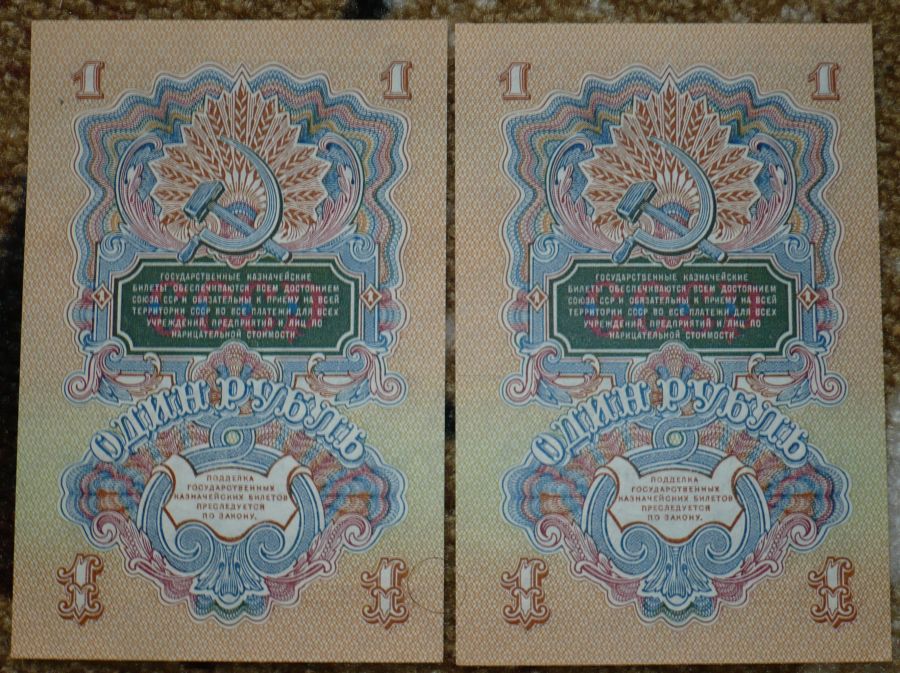 1 1
ГОСУДАРСТВЕННЫЕ КАЗНАЧЕЙСКИЕ
БИЛЕТЫ ОБЕСПЕЧИВАЮТСЯ ВСЕМ ДОСТОЯНИЕМ
СОЮЗА ССР И ОБЯЗАТЕЛЬНЫ К ПРИЕМУ НА ВСЕЙ
ТЕРРИТОРИИ СССР ВО ВСЕ ПЛАТЕЖИ ДЛЯ ВСЕХ
УЧРЕЖДЕНИЙ, ПРЕДПРИЯТИЙ И ЛИЦ ПО
НАРИЦАТЕЛЬНОЙ СТОИМОСТИ.
1 1
ОДИН РУБЛЬ
ПОДДЕЛКА
ГОСУДАРСТВЕННЫХ
КАЗНАЧЕЙСКИХ БИЛЕТОВ
ПРЕСЛЕДУЕТСЯ
ПО ЗАКОНУ.
1 1
1 1
ГОСУДАРСТВЕННЫЕ КАЗНАЧЕЙСКИЕ
БИЛЕТЫ ОБЕСПЕЧИВАЮТСЯ ВСЕМ ДОСТОЯНИЕМ
СОЮЗА ССР И ОБЯЗАТЕЛЬНЫ К ПРИЕМУ НА ВСЕЙ
ТЕРРИТОРИИ СССР ВО ВСЕ ПЛАТЕЖИ ДЛЯ ВСЕХ
УЧРЕЖДЕНИЙ, ПРЕДПРИЯТИЙ И ЛИЦ ПО
НАРИЦАТЕЛЬНОЙ СТОИМОСТИ.
1 1
ОДИН РУБЛЬ
ПОДДЕЛКА
ГОСУДАРСТВЕННЫХ
КАЗНАЧЕЙСКИХ БИЛЕТОВ
ПРЕСЛЕДУЕТСЯ
ПО ЗАКОНУ.
1 1